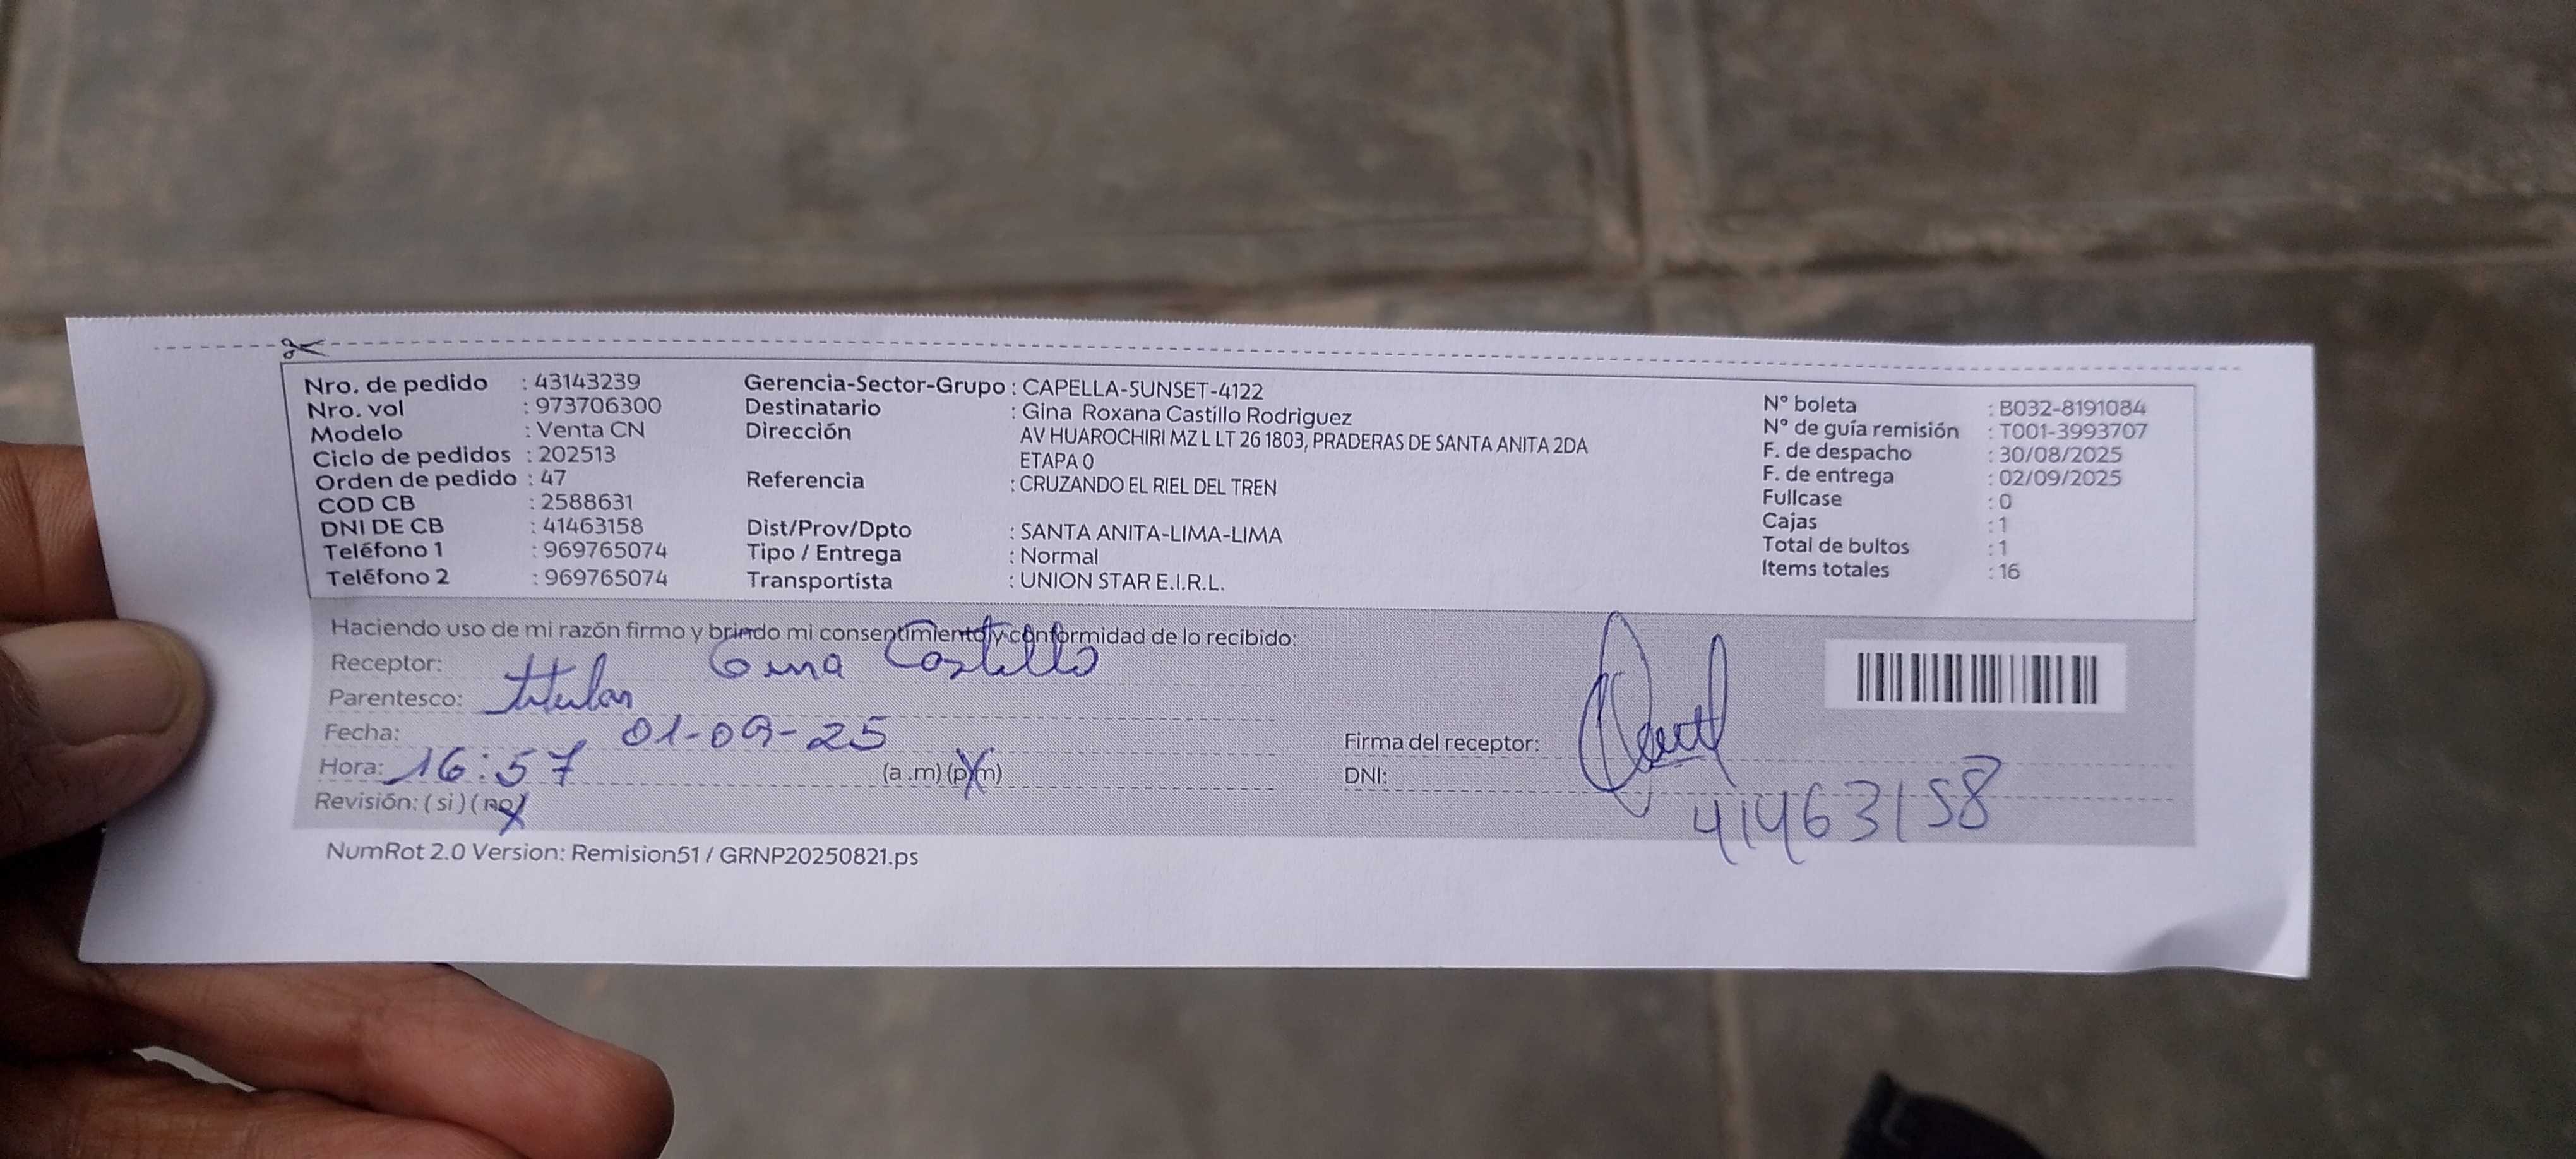 Nro. de pedido : 43143239
Nro. vol : 973706300
Modelo : Venta CN
Ciclo de pedidos : 202513
Orden de pedido : 47
COD CB : 2588631
DNI DE CB : 41463158
Teléfono 1 : 969765074
Teléfono 2 : 969765074
Gerencia-Sector-Grupo : CAPELLA-SUNSET-4122
Destinatario : Gina Roxana Castillo Rodriguez
Dirección AV HUAROCHIRI MZ L LT 26 1803, PRADERAS DE SANTA ANITA 2DA
ETAPA 0
Referencia : CRUZANDO EL RIEL DEL TREN
Dist/Prov/Dpto : SANTA ANITA-LIMA-LIMA
Tipo / Entrega : Normal
Transportista : UNION STAR E.I.R.L.
N° boleta : B032-8191084
N° de guía remisión : T001-3993707
F. de despacho : 30/08/2025
F. de entrega : 02/09/2025
Fullcase : 0
Cajas : 1
Total de bultos : 1
Items totales : 16
Haciendo uso de mi razón firmo y brindo mi consentimiento y conformidad de lo recibido:
Receptor: Gina Castillo
Parentesco: titular
Fecha: 01-09-25
Hora: 16:57 (a .m) (p.m)
Revisión: ( si ) ( no )
Firma del receptor:
DNI: 41463158
NumRot 2.0 Version: Remision51 / GRNP20250821.ps